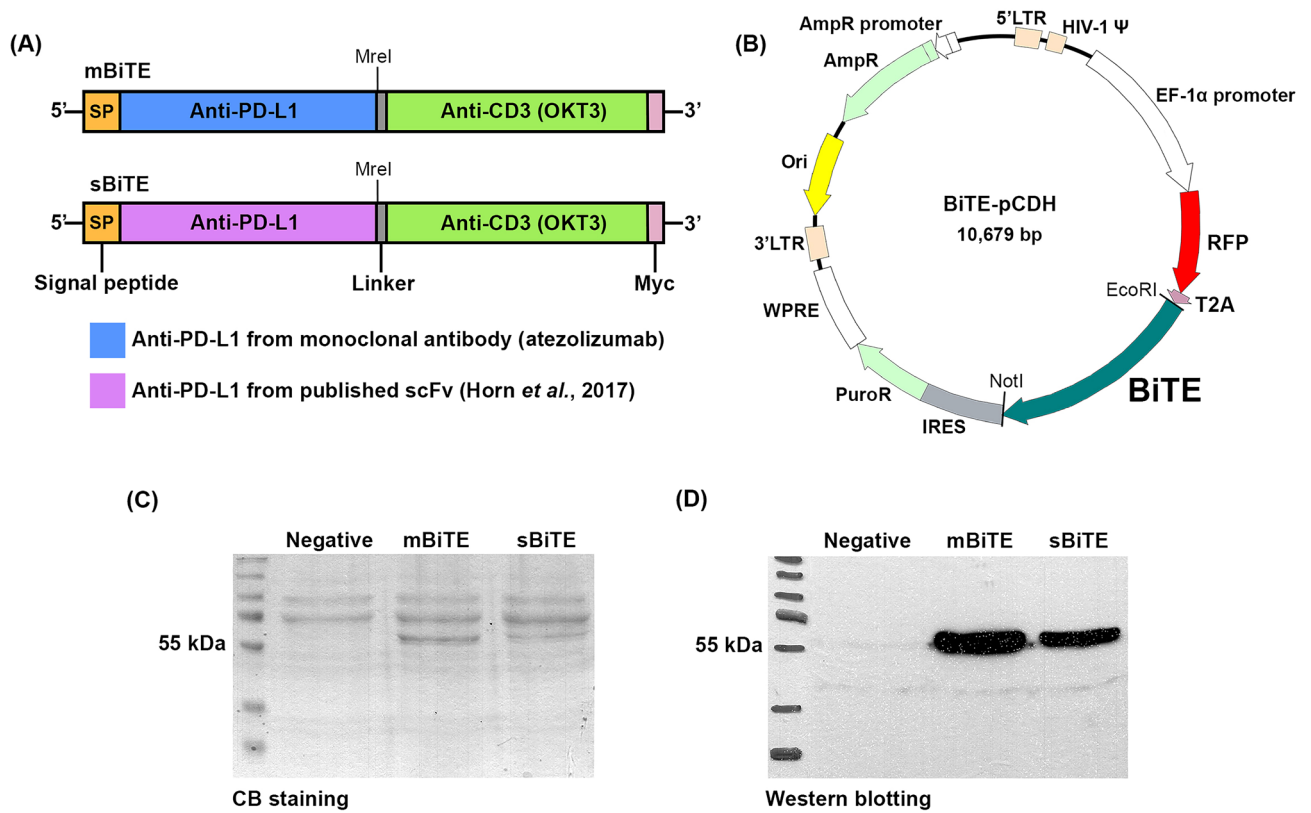 (A)
mBiTE
MreI
5’
SP
Anti-PD-L1
Anti-CD3 (OKT3)
3’
sBiTE
MreI
5’
SP
Anti-PD-L1
Anti-CD3 (OKT3)
3’
Signal peptide
Linker
Myc
Anti-PD-L1 from monoclonal antibody (atezolizumab)
Anti-PD-L1 from published scFv (Horn et al., 2017)
(B)
AmpR promoter
5’LTR
HIV-1 Ψ
AmpR
EF-1α promoter
Ori
BiTE-pCDH
10,679 bp
3’LTR
RFP
EcoRI
T2A
WPRE
NotI
BiTE
PuroR
IRES
(C)
Negative
mBiTE
sBiTE
55 kDa
CB staining
(D)
Negative
mBiTE
sBiTE
55 kDa
Western blotting